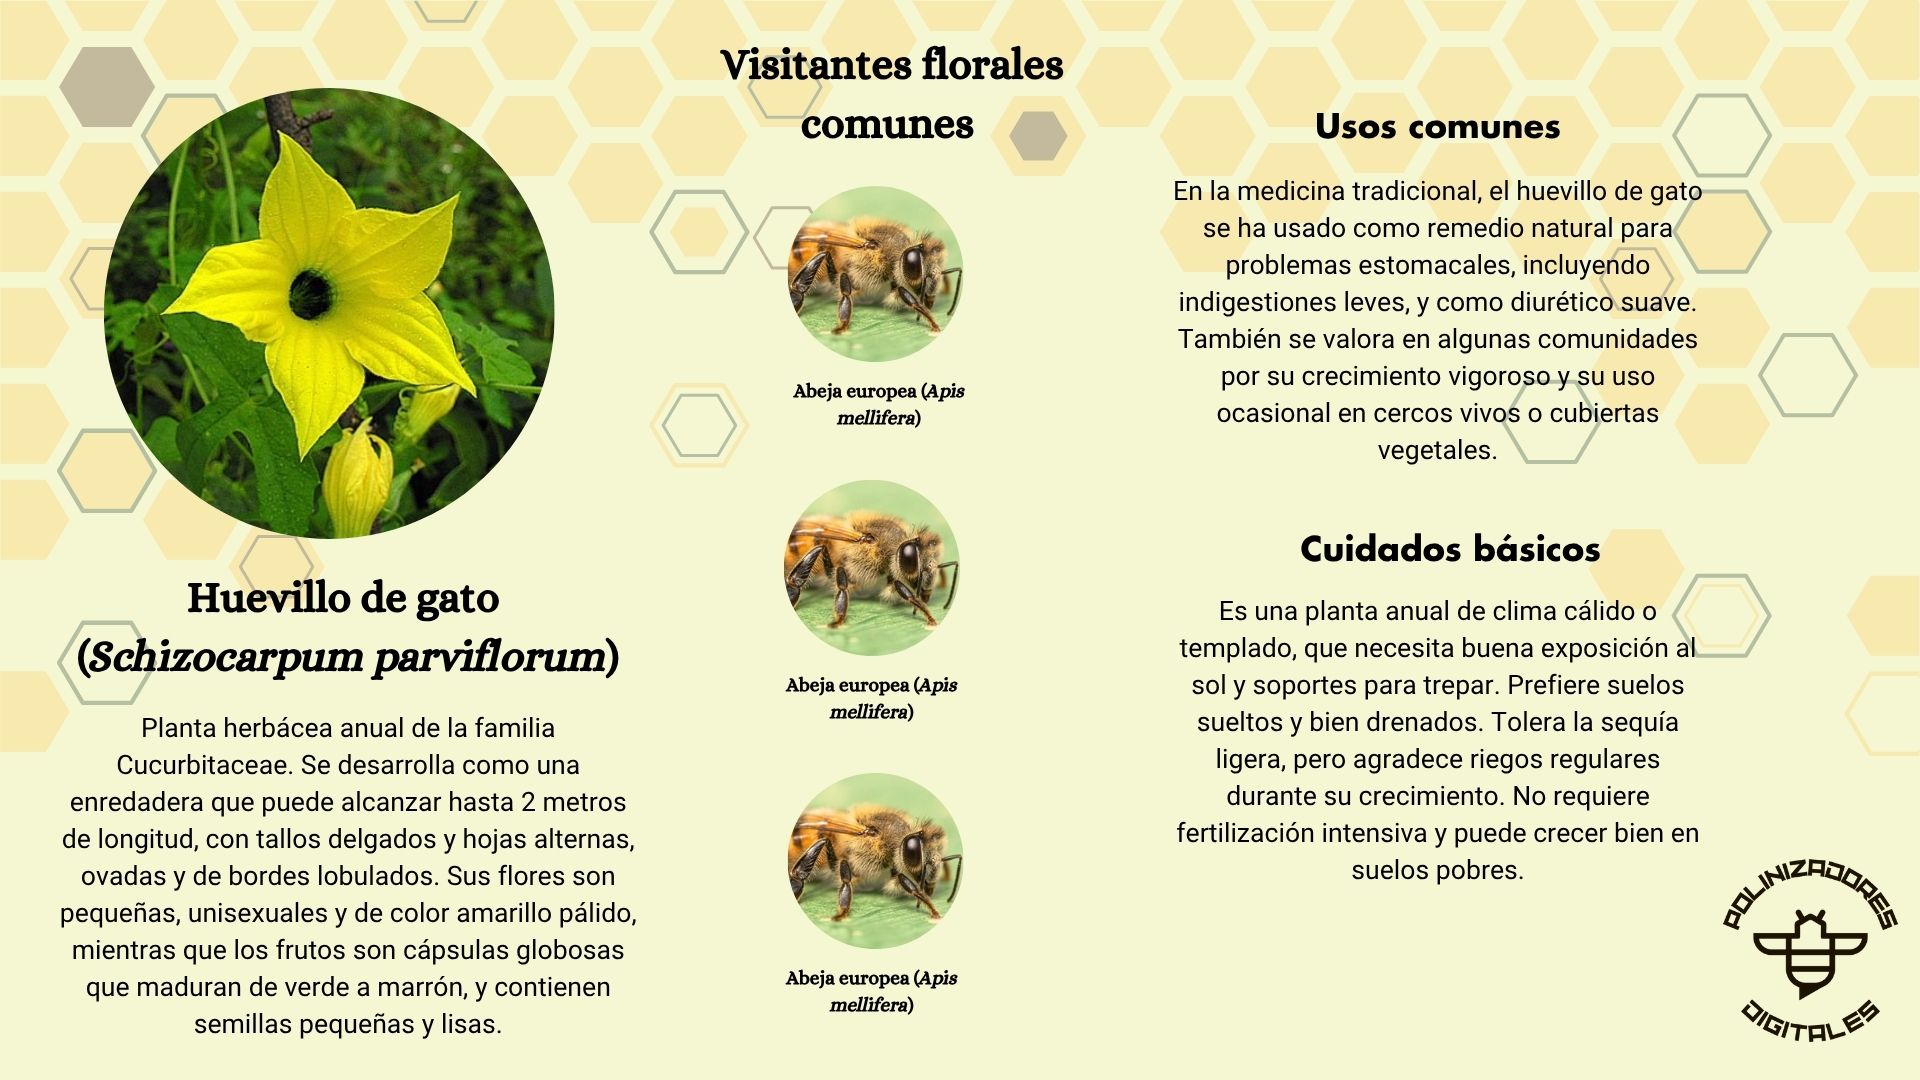 Huevillo de gato
(Schizocarpum parviflorum)
Planta herbácea anual de la familia
Cucurbitaceae. Se desarrolla como una
enredadera que puede alcanzar hasta 2 metros
de longitud, con tallos delgados y hojas alternas,
ovadas y de bordes lobulados. Sus flores son
pequeñas, unisexuales y de color amarillo pálido,
mientras que los frutos son cápsulas globosas
que maduran de verde a marrón, y contienen
semillas pequeñas y lisas.
Visitantes florales
comunes
Abeja europea (Apis
mellifera)
Abeja europea (Apis
mellifera)
Abeja europea (Apis
mellifera)
Usos comunes
En la medicina tradicional, el huevillo de gato
se ha usado como remedio natural para
problemas estomacales, incluyendo
indigestiones leves, y como diurético suave.
También se valora en algunas comunidades
por su crecimiento vigoroso y su uso
ocasional en cercos vivos o cubiertas
vegetales.
Cuidados básicos
Es una planta anual de clima cálido o
templado, que necesita buena exposición al
sol y soportes para trepar. Prefiere suelos
sueltos y bien drenados. Tolera la sequía
ligera, pero agradece riegos regulares
durante su crecimiento. No requiere
fertilización intensiva y puede crecer bien en
suelos pobres.
POLINIZADORES
DIGITALES